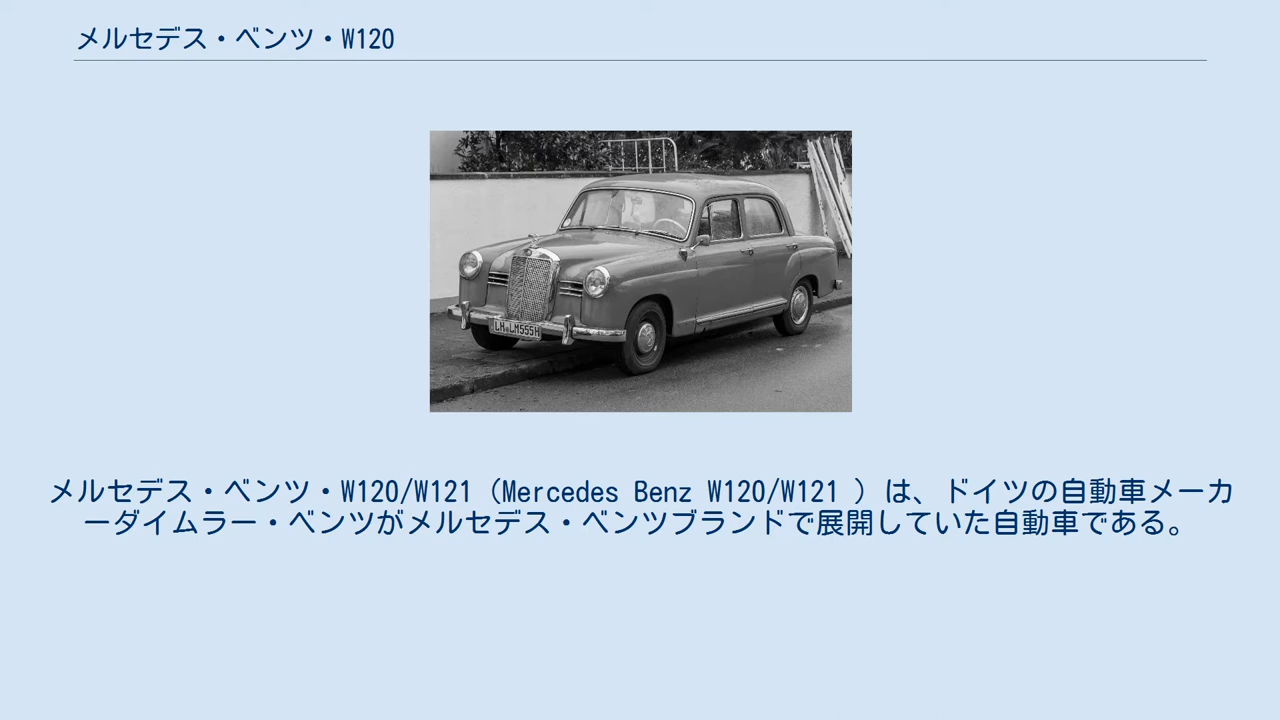 メルセデス・ベンツ・W120
LM LM555H
メルセデス・ベンツ・W120/W121（Mercedes Benz W120/W121 ）は、ドイツの自動車メーカ
ーダイムラー・ベンツがメルセデス・ベンツブランドで展開していた自動車である。